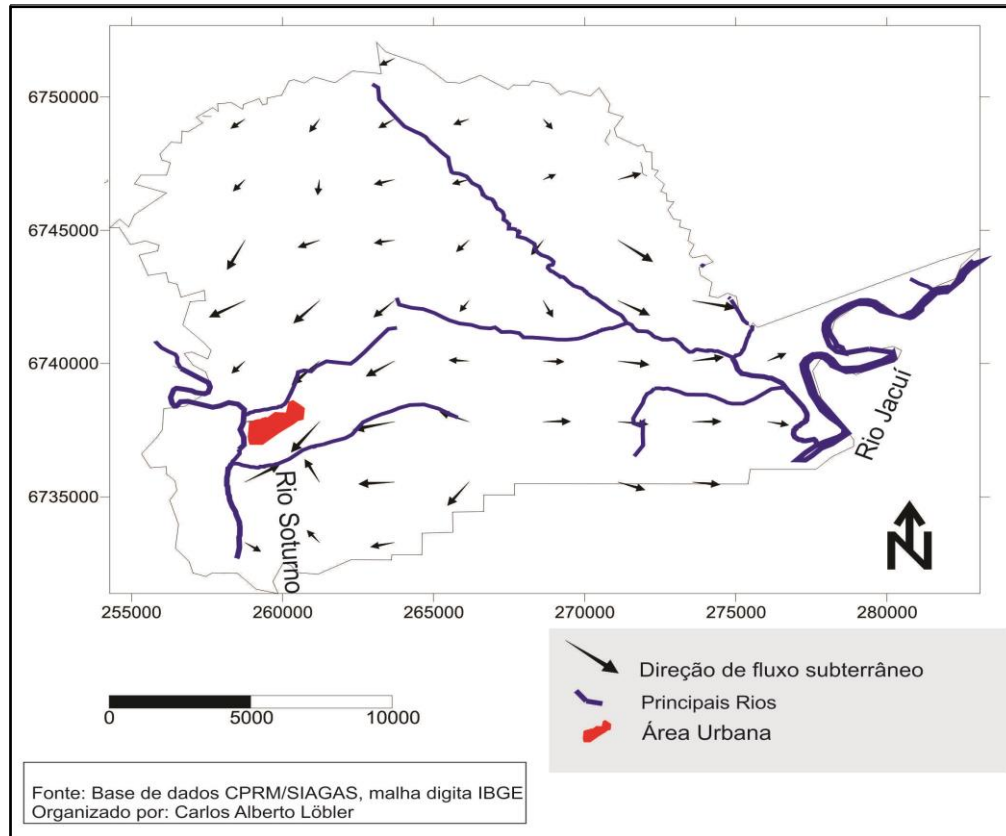 6750000
6745000
6740000
6735000
255000
260000
265000
270000
275000
280000
Rio Soturno
Rio Jacuí
N
0
5000
10000
Direção de fluxo subterrâneo
Principais Rios
Área Urbana
Fonte: Base de dados CPRM/SIAGAS, malha digita IBGE
Organizado por: Carlos Alberto Löbler